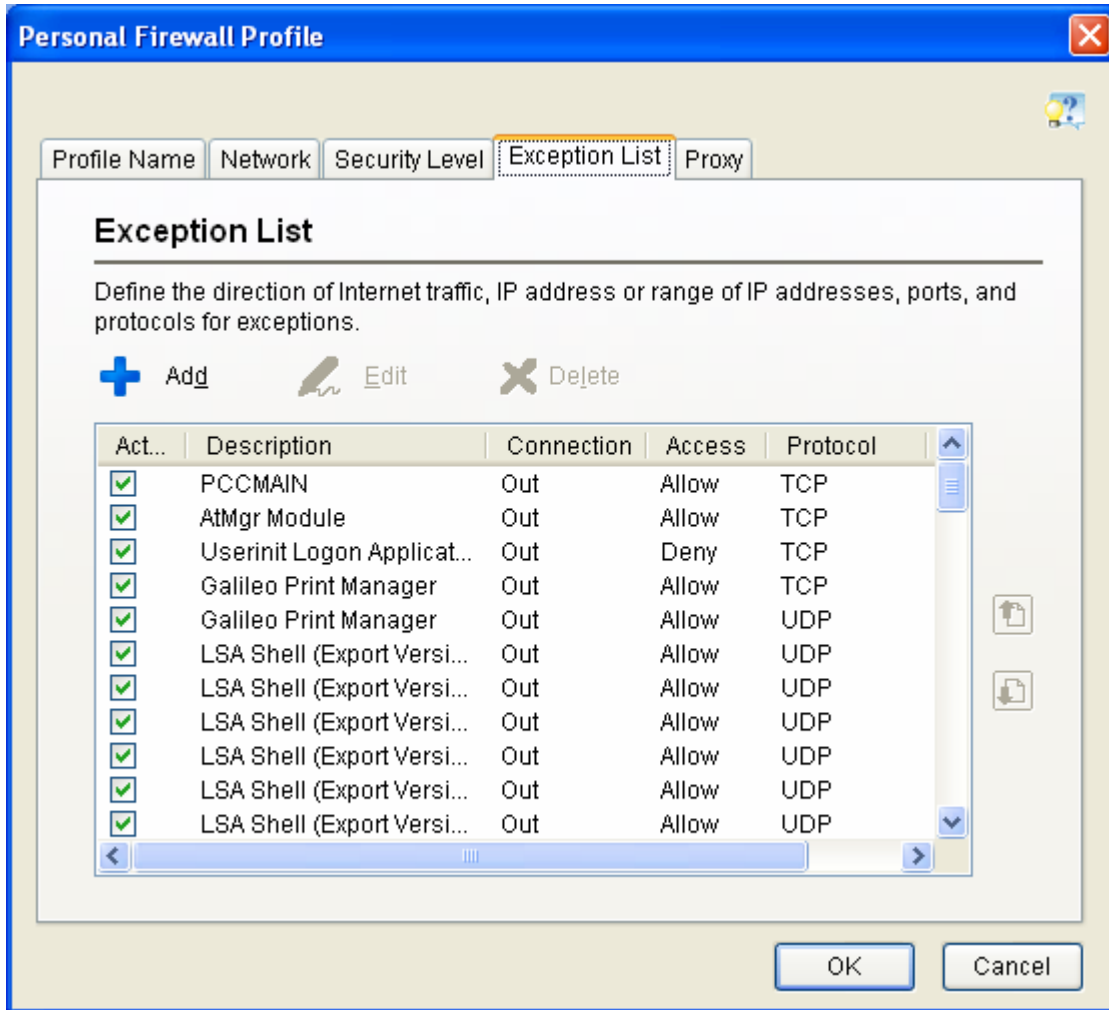 Personal Firewall Profile
Profile Name Network Security Level Exception List Proxy
Exception List
Define the direction of Internet traffic, IP address or range of IP addresses, ports, and
protocols for exceptions.
Add Edit Delete
Act... Description Connection Access Protocol
PCCMAIN Out Allow TCP
AtMgr Module Out Allow TCP
Userinit Logon Applicat... Out Deny TCP
Galileo Print Manager Out Allow TCP
Galileo Print Manager Out Allow UDP
LSA Shell (Export Versi... Out Allow UDP
LSA Shell (Export Versi... Out Allow UDP
LSA Shell (Export Versi... Out Allow UDP
LSA Shell (Export Versi... Out Allow UDP
LSA Shell (Export Versi... Out Allow UDP
LSA Shell (Export Versi... Out Allow UDP
OK Cancel